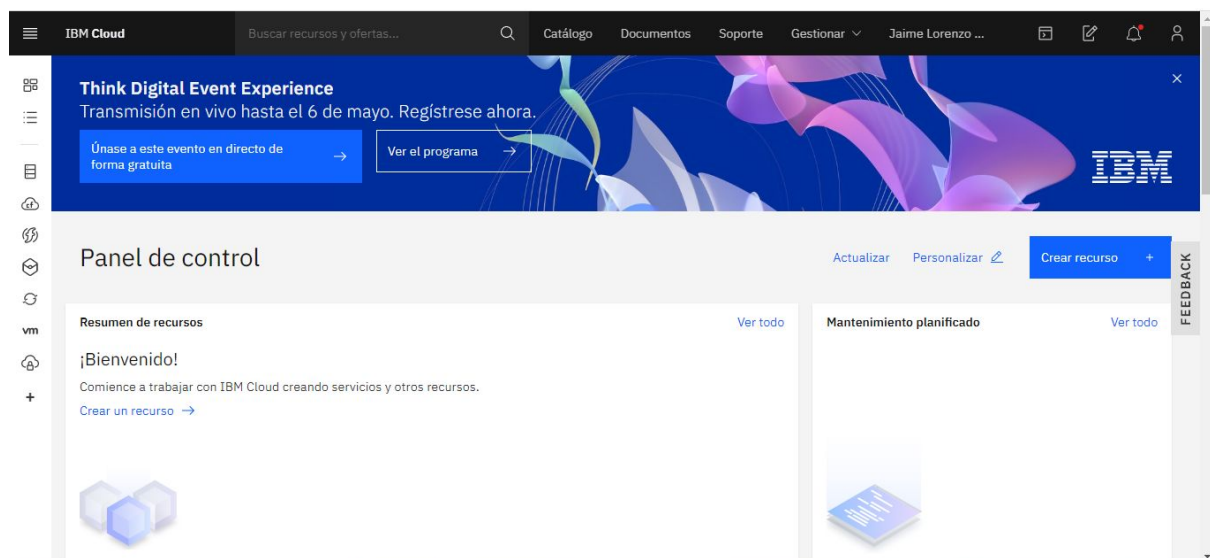 IBM Cloud
Buscar recursos y ofertas...
Catálogo
Documentos
Soporte
Gestionar
Jaime Lorenzo ...
Think Digital Event Experience
Transmisión en vivo hasta el 6 de mayo. Regístrese ahora.
Únase a este evento en directo de
forma gratuita
Ver el programa
IBM
Panel de control
Actualizar
Personalizar
Crear recurso +
FEEDBACK
Resumen de recursos
Ver todo
¡Bienvenido!
Comience a trabajar con IBM Cloud creando servicios y otros recursos.
Crear un recurso →
Mantenimiento planificado
Ver todo
cf
vm